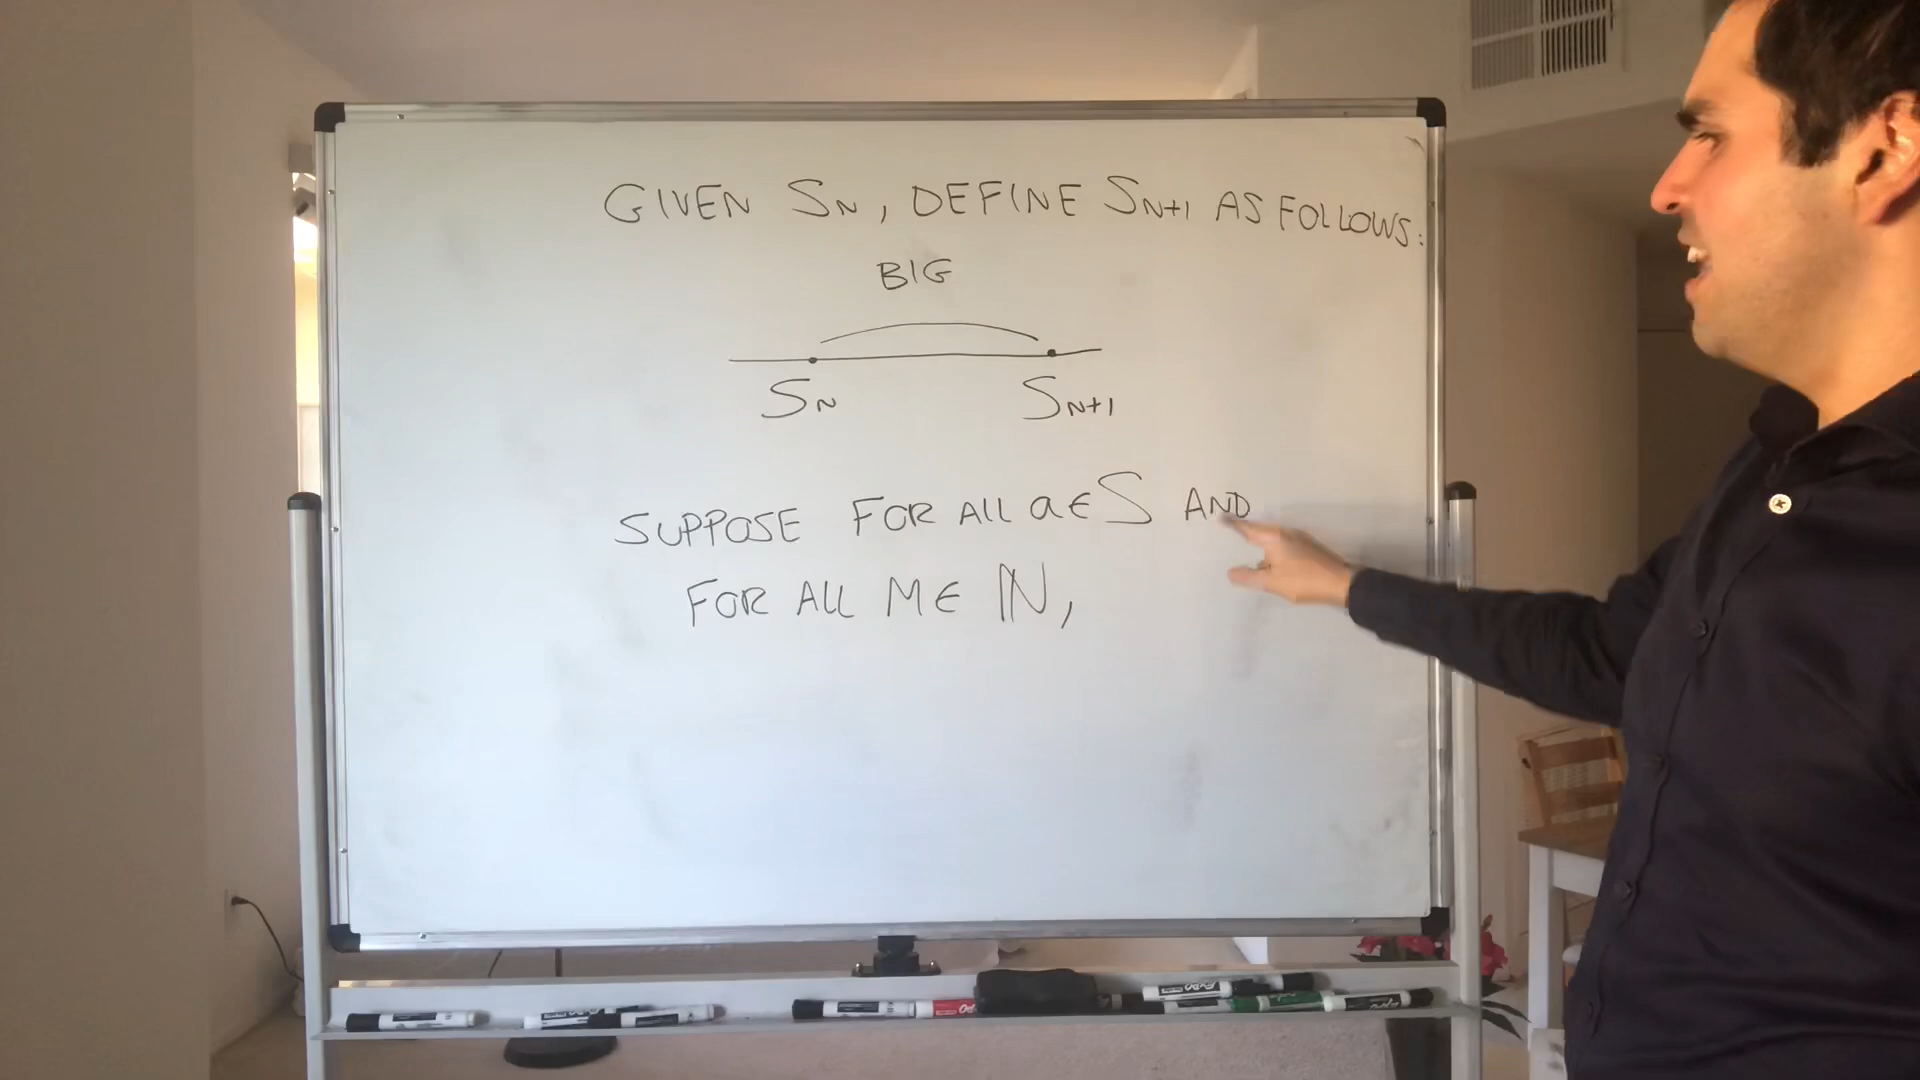 GIVEN SN, DEFINE SN+1 AS FOLLOWS:
BIG
SN SN+1
SUPPOSE FOR ALL a ∈ S AND
FOR ALL M ∈ ℕ,